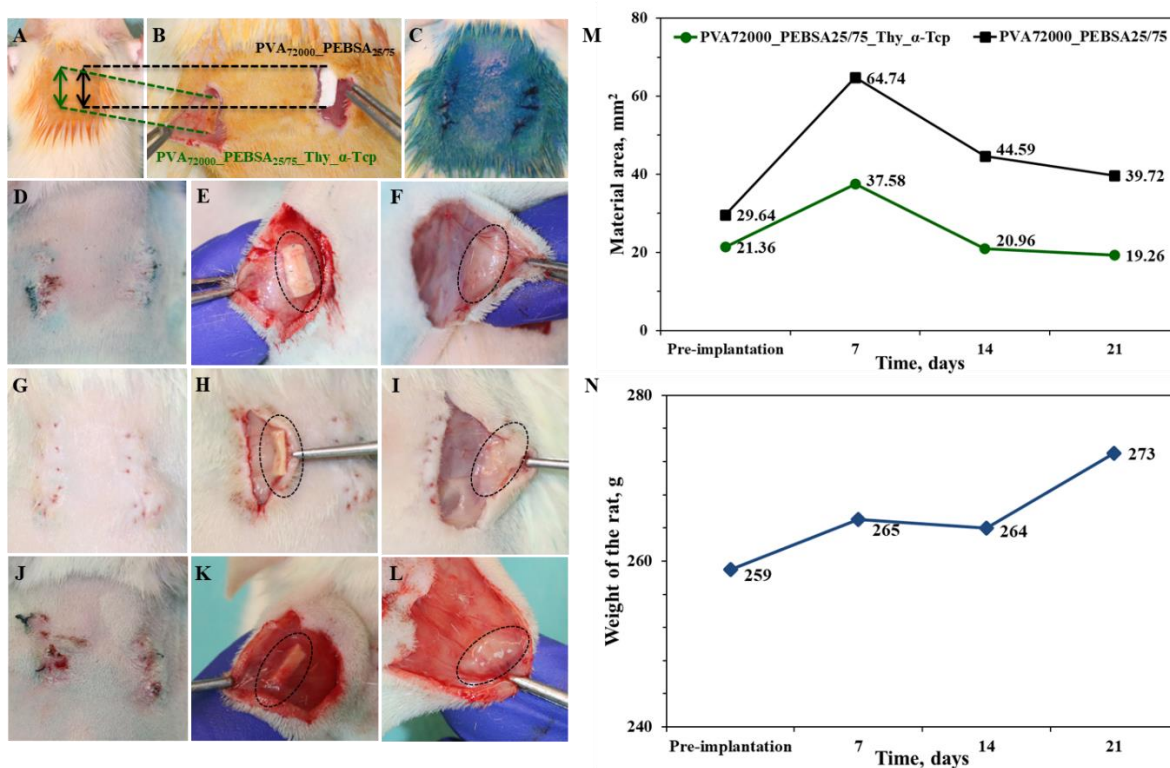 A
B
PVA72000_PEBSA25/75
PVA72000_PEBSA25/75_Thy_α-Tcp
C
D
E
F
G
H
I
J
K
L
M
PVA72000_PEBSA25/75_Thy_α-Tcp
PVA72000_PEBSA25/75
Material area, mm²
80
60
40
20
0
64.74
44.59
39.72
29.64
37.58
21.36
20.96
19.26
Pre-implantation
7
14
21
Time, days
N
Weight of the rat, g
280
260
240
259
265
264
273
Pre-implantation
7
14
21
Time, days